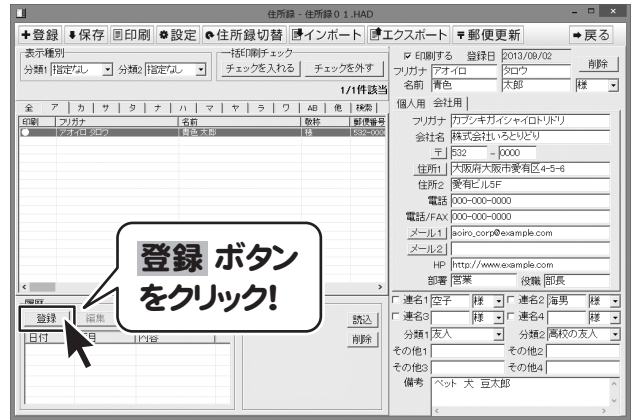 住所録 - 住所録01.HAD
+登録 保存 印刷 設定 住所録切替 インポート エクスポート 〒郵便更新 戻る
表示種別 一括印刷チェック
分類1 指定なし 分類2 指定なし チェックを入れる チェックを外す
1/1件該当
全 ア カ サ タ ナ ハ マ ヤ ラ ワ AB 他 検索
印刷 フリガナ 名前 敬称 郵便番号
アオイロ タロウ 青色 太郎 様 532-000
登録 ボタン
をクリック!
履歴
登録 編集 読込
日付 項目 内容 削除
印刷する 登録日 2013/09/02 削除
フリガナ アオイロ タロウ
名前 青色 太郎 様
個人用 会社用
フリガナ カブシキガイシャイロトリドリ
会社名 株式会社いろとりどり
〒 532 - 0000
住所1 大阪府大阪市愛有区4-5-6
住所2 愛有ビル5F
電話 000-000-0000
電話/FAX 000-000-0000
メール1 aoiro_corp@example.com
メール2
HP http://www.example.com
部署 営業 役職 部長
連名1 空子 様 連名2 海男 様
連名3 様 連名4 様
分類1 友人 分類2 高校の友人
その他1 その他2
その他3 その他4
備考 ペット 犬 豆太郎